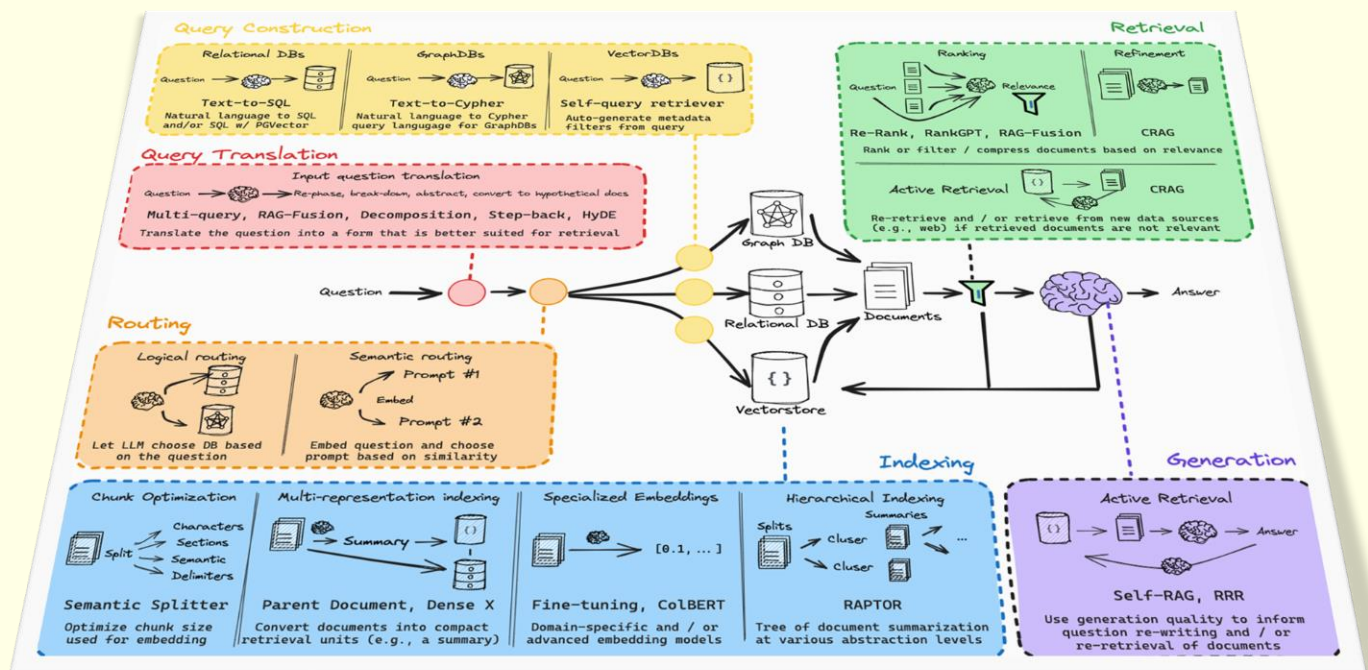 Query Construction
Relational DBs
Question
Text-to-SQL
Natural language to SQL
and/or SQL w/ PGVector
GraphDBs
Question
Text-to-Cypher
Natural language to Cypher
query langugage for GraphDBs
VectorDBs
Question
{}
Self-query retriever
Auto-generate metadata
filters from query
Retrieval
Ranking
Question
Relevance
Re-Rank, RankGPT, RAG-Fusion
Refinement
CRAG
Rank or filter / compress documents based on relevance
Active Retrieval
{}
CRAG
Re-retrieve and / or retrieve from new data sources
(e.g., web) if retrieved documents are not relevant
Query Translation
Input question translation
Question
Re-phase, break-down, abstract, convert to hypothetical docs
Multi-query, RAG-Fusion, Decomposition, Step-back, HyDE
Translate the question into a form that is better suited for retrieval
Graph DB
Question
Relational DB
Documents
Answer
{}
Vectorstore
Routing
Logical routing
Let LLM choose DB based
on the question
Semantic routing
Prompt #1
Embed
Prompt #2
Embed question and choose
prompt based on similarity
Indexing
Chunk Optimization
Split
Characters
Sections
Semantic
Delimiters
Semantic Splitter
Optimize chunk size
used for embedding
Multi-representation indexing
Summary
{}
Parent Document, Dense X
Convert documents into compact
retrieval units (e.g., a summary)
Specialized Embeddings
[0.1, ... ]
Fine-tuning, ColBERT
Domain-specific and / or
advanced embedding models
Hierarchical Indexing
Splits
Summaries
Cluser
Cluser
...
RAPTOR
Tree of document summarization
at various abstraction levels
Generation
Active Retrieval
{}
Answer
Self-RAG, RRR
Use generation quality to inform
question re-writing and / or
re-retrieval of documents